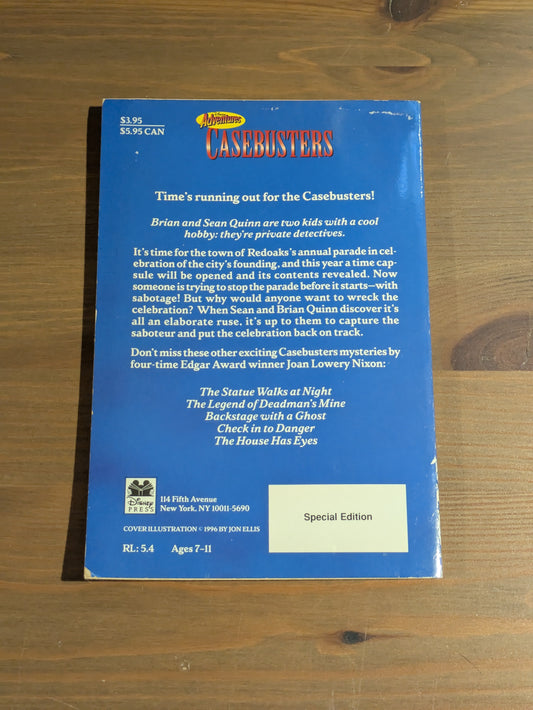 $3.95
$5.95 CAN
Adventures
CASEBUSTERS
Time's running out for the Casebusters!
Brian and Sean Quinn are two kids with a cool
hobby: they're private detectives.
It's time for the town of Redoaks's annual parade in cel-
ebration of the city's founding, and this year a time cap-
sule will be opened and its contents revealed. Now
someone is trying to stop the parade before it starts—with
sabotage! But why would anyone want to wreck the
celebration? When Sean and Brian Quinn discover it's
all an elaborate ruse, it's up to them to capture the
saboteur and put the celebration back on track.
Don't miss these other exciting Casebusters mysteries by
four-time Edgar Award winner Joan Lowery Nixon:
The Statue Walks at Night
The Legend of Deadman's Mine
Backstage with a Ghost
Check in to Danger
The House Has Eyes
Disney
PRESS
114 Fifth Avenue
New York, NY 10011-5690
COVER ILLUSTRATION © 1996 BY JON ELLIS
RL: 5.4 Ages 7–11
Special Edition